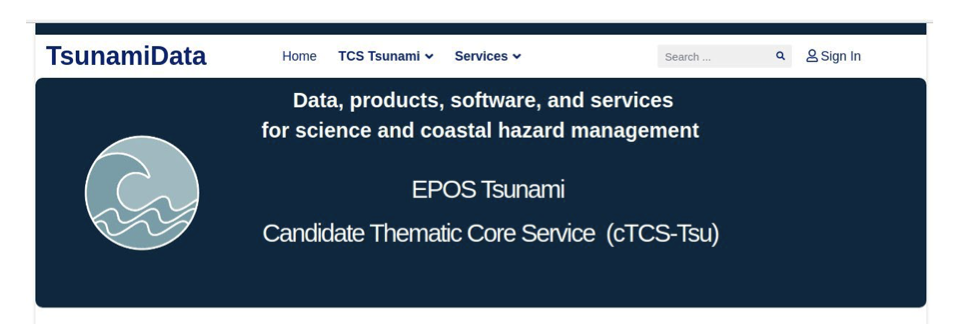 TsunamiData Home TCS Tsunami Services Search ... Sign In
Data, products, software, and services
for science and coastal hazard management
EPOS Tsunami
Candidate Thematic Core Service (cTCS-Tsu)